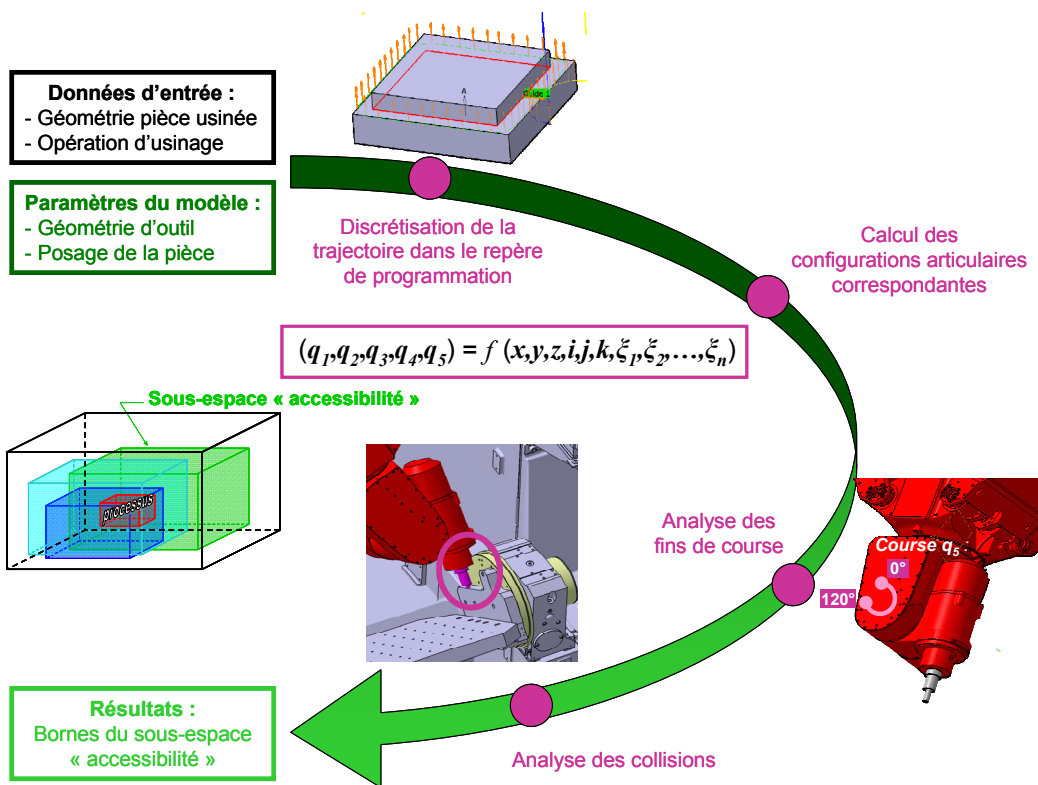 Données d'entrée :
- Géométrie pièce usinée
- Opération d'usinage
Paramètres du modèle :
- Géométrie d'outil
- Posage de la pièce
A
Guide 1
Discrétisation de la
trajectoire dans le repère
de programmation
Calcul des
configurations articulaires
correspondantes
(q1,q2,q3,q4,q5) = f (x,y,z,i,j,k,ξ1,ξ2,…,ξn)
Sous-espace « accessibilité »
processus
Analyse des
fins de course
Course q5 :
0°
120°
Résultats :
Bornes du sous-espace
« accessibilité »
Analyse des collisions